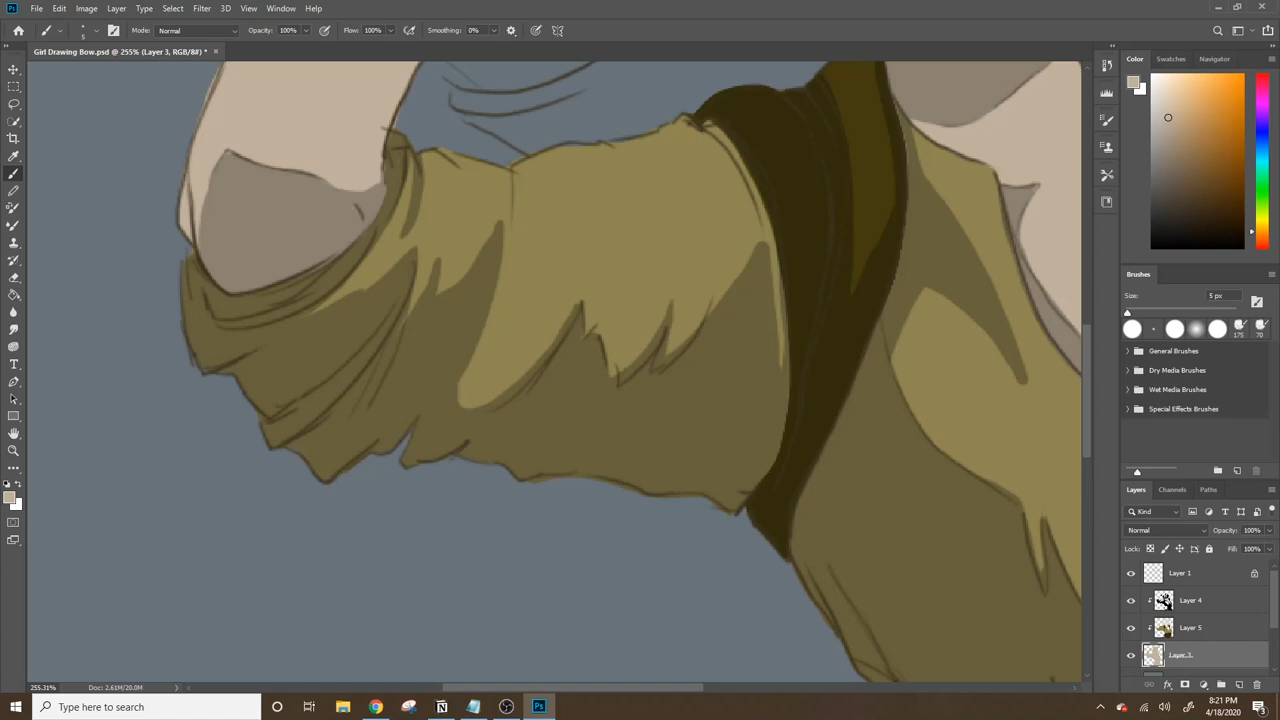 File Edit Image Layer Type Select Filter 3D View Window Help
5 Mode: Normal Opacity: 100% Flow: 100% Smoothing: 0%
Girl Drawing Bow.psd @ 255% (Layer 3, RGB/8#) *
Color Swatches Navigator
Brushes
Size: 5 px
175 70
General Brushes
Dry Media Brushes
Wet Media Brushes
Special Effects Brushes
Layers Channels Paths
Kind
Normal Opacity: 100%
Lock: Fill: 100%
Layer 1
Layer 4
Layer 5
Layer 3
255.31% Doc: 2.61M/20.0M
Type here to search
8:21 PM
4/18/2020